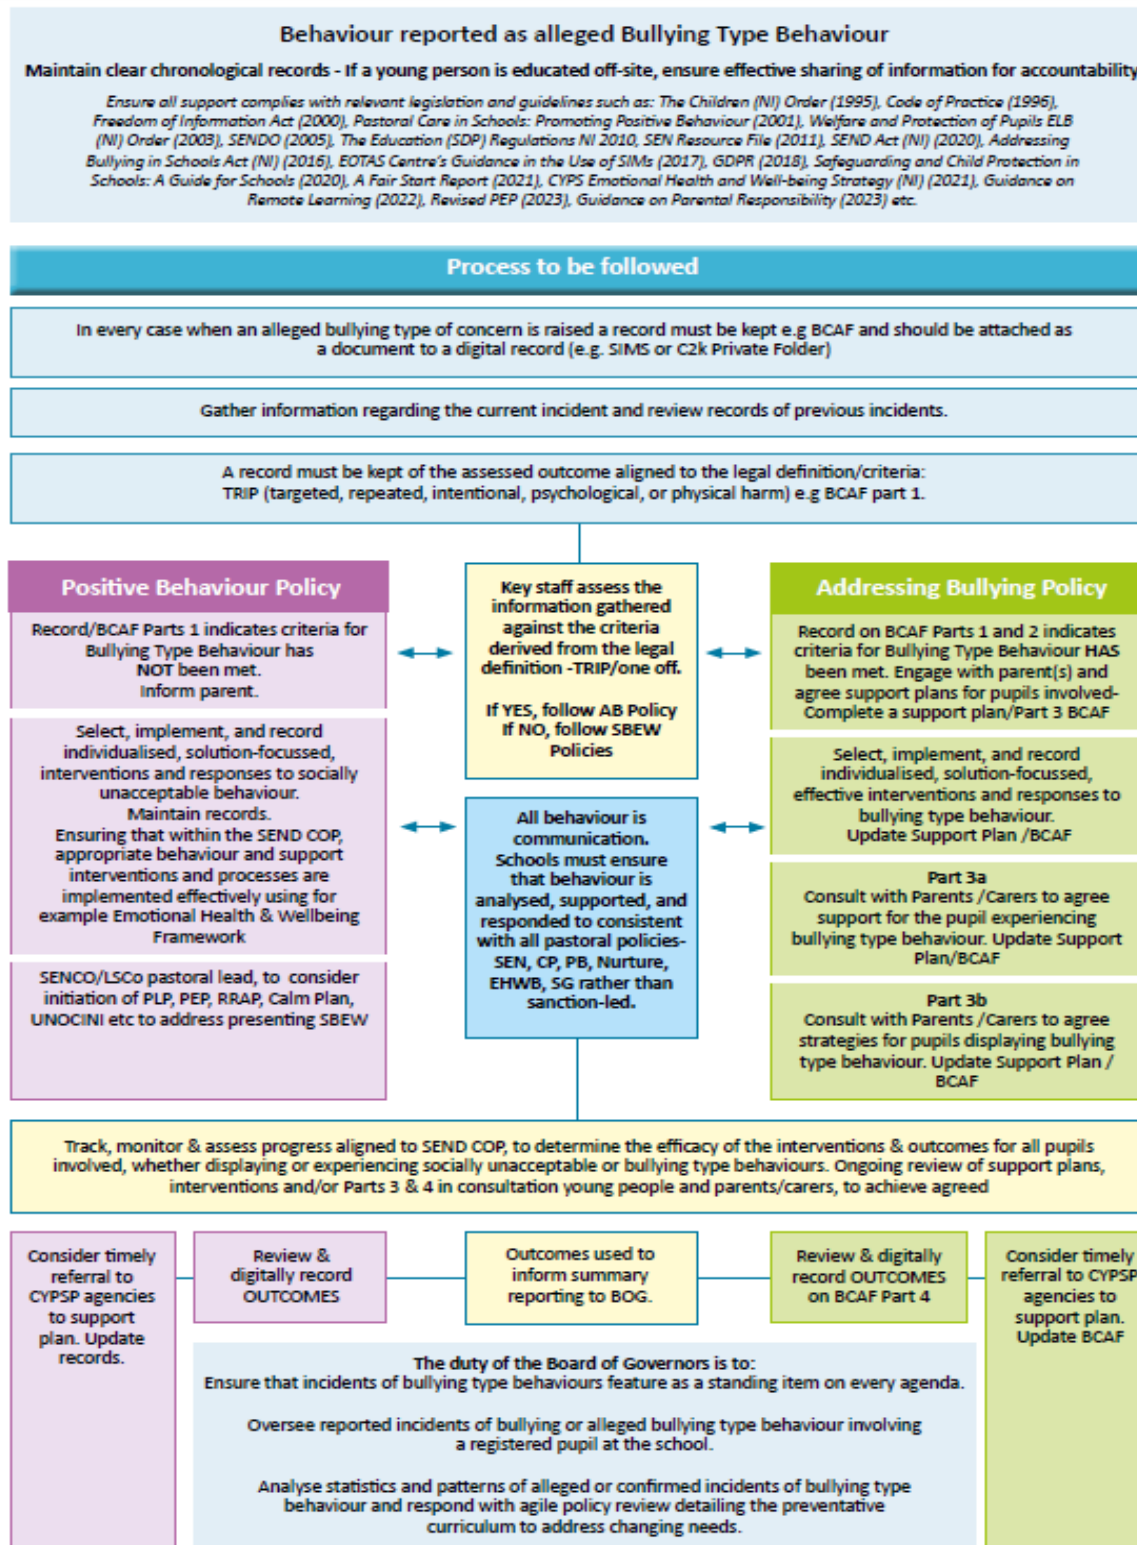 Behaviour reported as alleged Bullying Type Behaviour
Maintain clear chronological records - If a young person is educated off-site, ensure effective sharing of information for accountability
Ensure all support complies with relevant legislation and guidelines such as: The Children (NI) Order (1995), Code of Practice (1996),
Freedom of Information Act (2000), Pastoral Care in Schools: Promoting Positive Behaviour (2001), Welfare and Protection of Pupils ELB
(NI) Order (2003), SENDO (2005), The Education (SDP) Regulations NI 2010, SEN Resource File (2011), SEND Act (NI) (2020), Addressing
Bullying in Schools Act (NI) (2016), EOTAS Centre's Guidance in the Use of SIMs (2017), GDPR (2018), Safeguarding and Child Protection in
Schools: A Guide for Schools (2020), A Fair Start Report (2021), CYPS Emotional Health and Well-being Strategy (NI) (2021), Guidance on
Remote Learning (2022), Revised PEP (2023), Guidance on Parental Responsibility (2023) etc.
Process to be followed
In every case when an alleged bullying type of concern is raised a record must be kept e.g BCAF and should be attached as
a document to a digital record (e.g. SIMS or C2k Private Folder)
Gather information regarding the current incident and review records of previous incidents.
A record must be kept of the assessed outcome aligned to the legal definition/criteria:
TRIP (targeted, repeated, intentional, psychological, or physical harm) e.g BCAF part 1.
Positive Behaviour Policy
Record/BCAF Parts 1 indicates criteria for
Bullying Type Behaviour has
NOT been met.
Inform parent.
Select, implement, and record
individualised, solution-focussed,
interventions and responses to socially
unacceptable behaviour.
Maintain records.
Ensuring that within the SEND COP,
appropriate behaviour and support
interventions and processes are
implemented effectively using for
example Emotional Health & Wellbeing
Framework
SENCO/LSCo pastoral lead, to consider
initiation of PLP, PEP, RRAP, Calm Plan,
UNOCINI etc to address presenting SBEW
Key staff assess the
information gathered
against the criteria
derived from the legal
definition -TRIP/one off.
If YES, follow AB Policy
If NO, follow SBEW
Policies
All behaviour is
communication.
Schools must ensure
that behaviour is
analysed, supported, and
responded to consistent
with all pastoral policies-
SEN, CP, PB, Nurture,
EHWB, SG rather than
sanction-led.
Addressing Bullying Policy
Record on BCAF Parts 1 and 2 indicates
criteria for Bullying Type Behaviour HAS
been met. Engage with parent(s) and
agree support plans for pupils involved-
Complete a support plan/Part 3 BCAF
Select, implement, and record
individualised, solution-focussed,
effective interventions and responses to
bullying type behaviour.
Update Support Plan /BCAF
Part 3a
Consult with Parents /Carers to agree
support for the pupil experiencing
bullying type behaviour. Update Support
Plan/BCAF
Part 3b
Consult with Parents /Carers to agree
strategies for pupils displaying bullying
type behaviour. Update Support Plan /
BCAF
Track, monitor & assess progress aligned to SEND COP, to determine the efficacy of the interventions & outcomes for all pupils
involved, whether displaying or experiencing socially unacceptable or bullying type behaviours. Ongoing review of support plans,
interventions and/or Parts 3 & 4 in consultation young people and parents/carers, to achieve agreed
Consider timely
referral to
CYPSP agencies
to support
plan. Update
records.
Review &
digitally record
OUTCOMES
Outcomes used to
inform summary
reporting to BOG.
Review & digitally
record OUTCOMES
on BCAF Part 4
Consider timely
referral to CYPSP
agencies to
support plan.
Update BCAF
The duty of the Board of Governors is to:
Ensure that incidents of bullying type behaviours feature as a standing item on every agenda.
Oversee reported incidents of bullying or alleged bullying type behaviour involving
a registered pupil at the school.
Analyse statistics and patterns of alleged or confirmed incidents of bullying type
behaviour and respond with agile policy review detailing the preventative
curriculum to address changing needs.